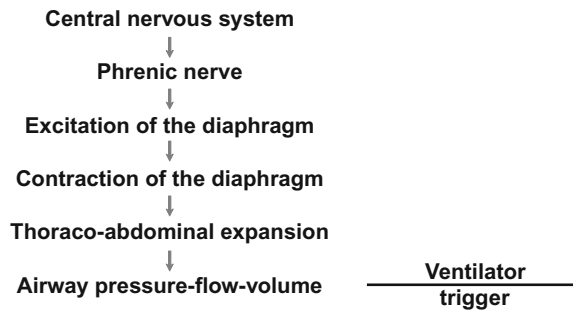 Central nervous system
Phrenic nerve
Excitation of the diaphragm
Contraction of the diaphragm
Thoraco-abdominal expansion
Airway pressure-flow-volume
Ventilator
trigger